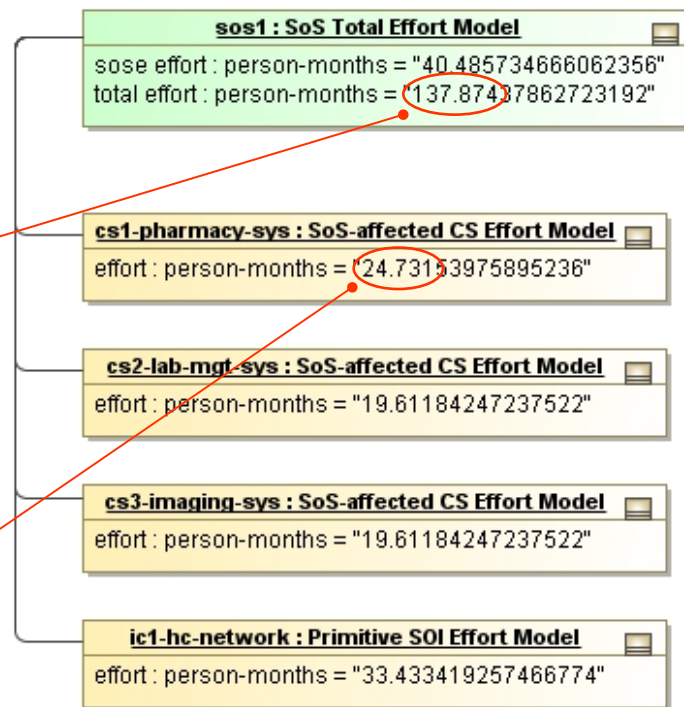 sos1 : SoS Total Effort Model
sose effort : person-months = "40.485734666062356"
total effort : person-months = "137.87437862723192"
cs1-pharmacy-sys : SoS-affected CS Effort Model
effort : person-months = "24.73153975895236"
cs2-lab-mgt-sys : SoS-affected CS Effort Model
effort : person-months = "19.61184247237522"
cs3-imaging-sys : SoS-affected CS Effort Model
effort : person-months = "19.61184247237522"
ic1-hc-network : Primitive SOI Effort Model
effort : person-months = "33.433419257466774"